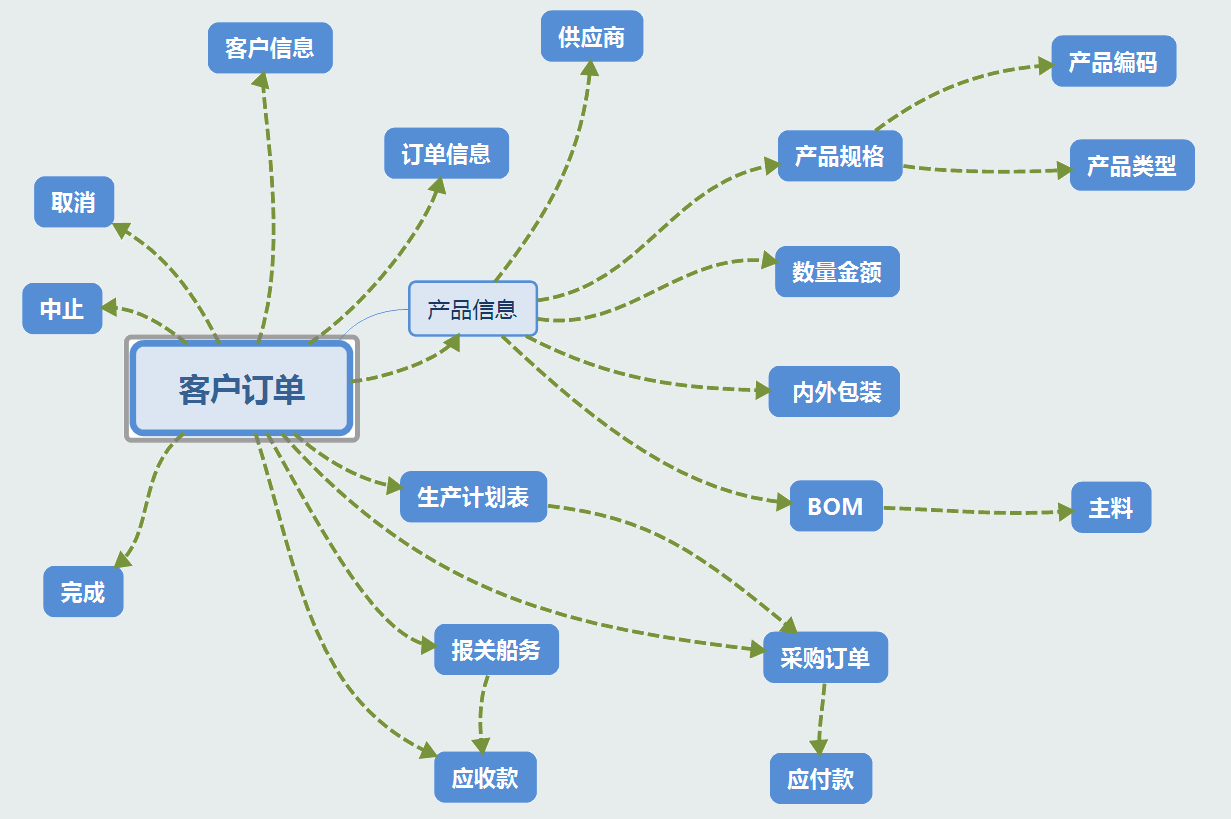 供应商
客户信息
产品编码
订单信息
产品规格
产品类型
取消
数量金额
中止
产品信息
客户订单
内外包装
生产计划表
BOM
主料
完成
报关船务
采购订单
应收款
应付款